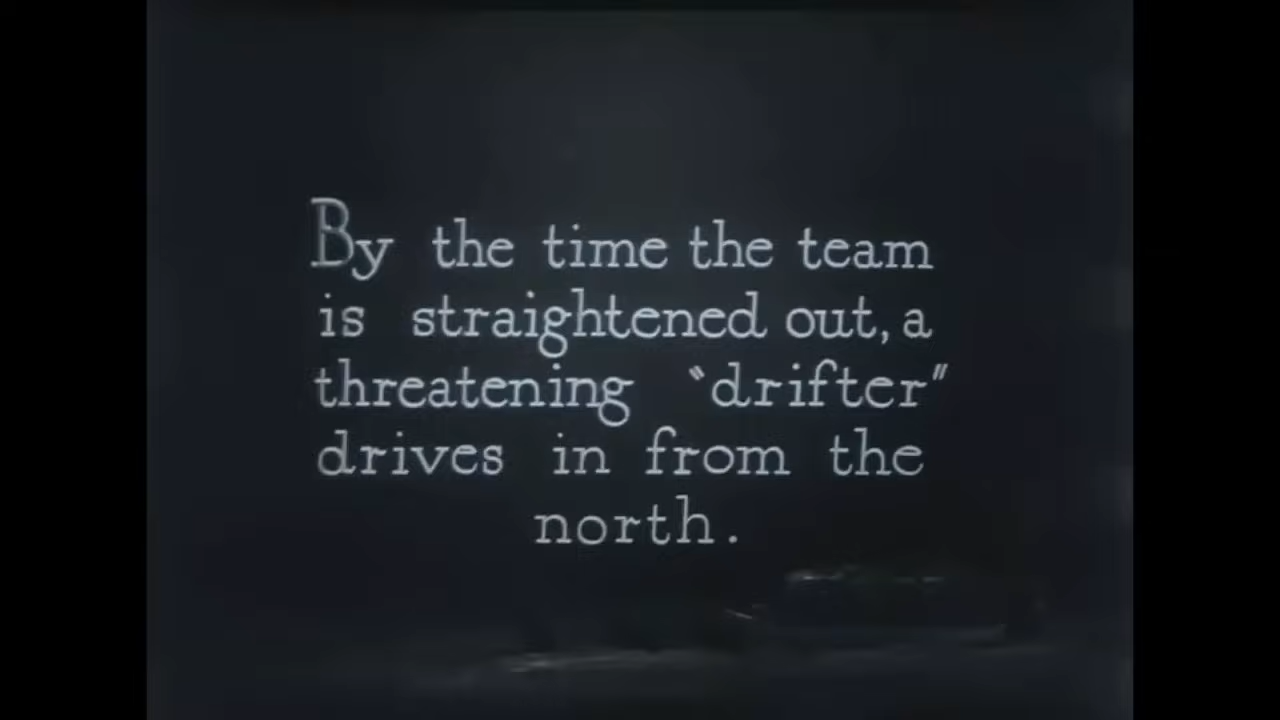 By the time the team
is straightened out, a
threatening "drifter"
drives in from the
north.